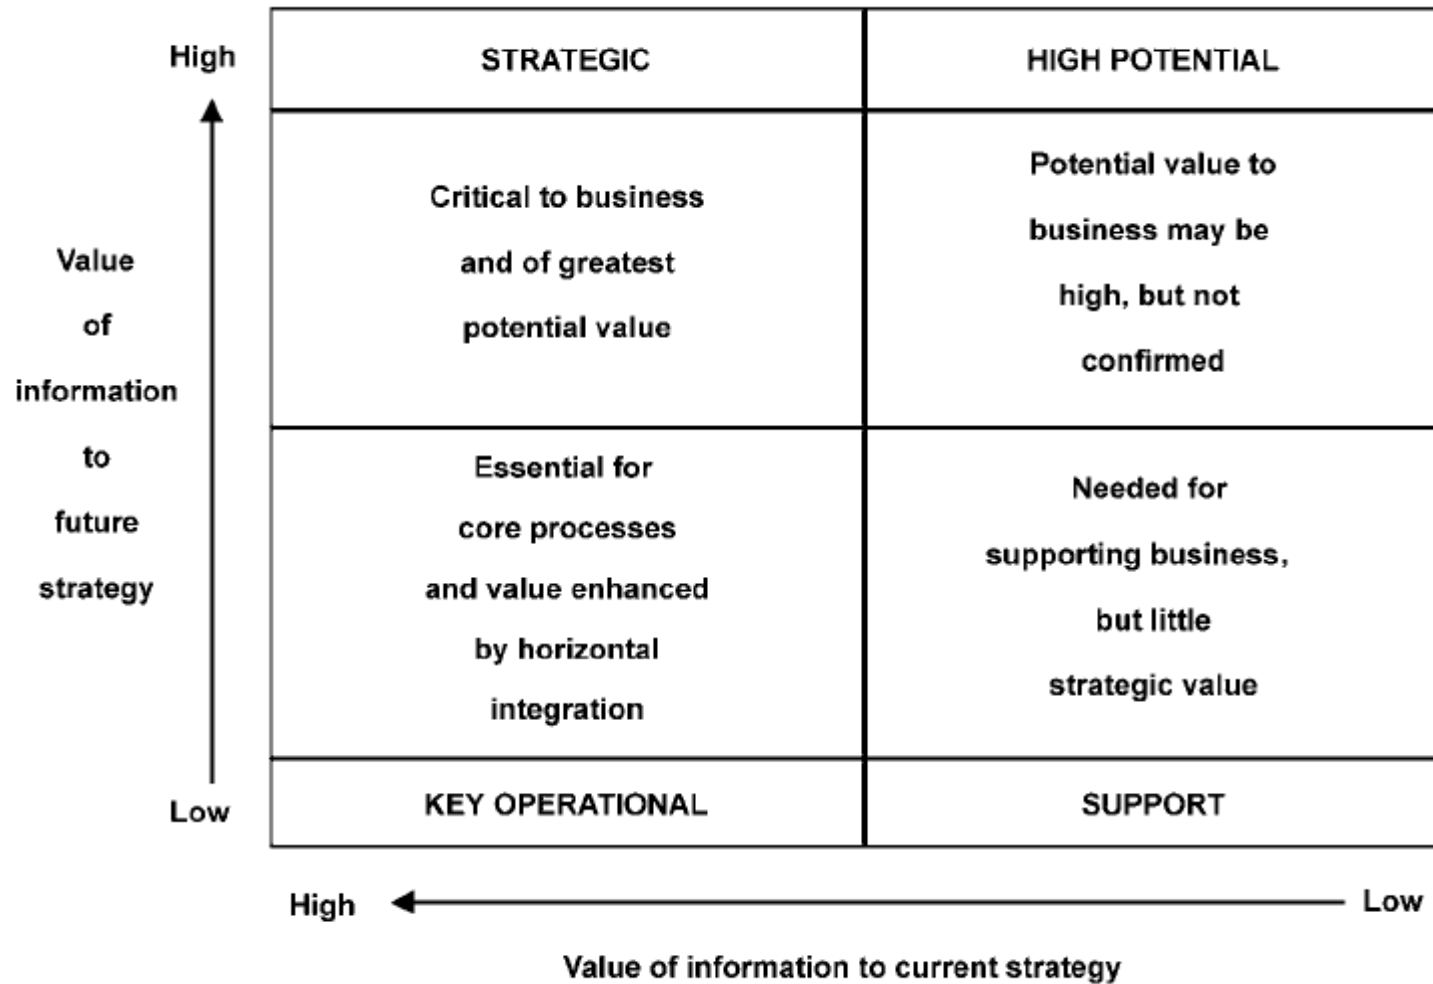 High
STRATEGIC
HIGH POTENTIAL
Value
of
information
to
future
strategy
Critical to business
and of greatest
potential value
Potential value to
business may be
high, but not
confirmed
Essential for
core processes
and value enhanced
by horizontal
integration
Needed for
supporting business,
but little
strategic value
Low
KEY OPERATIONAL
SUPPORT
High
Low
Value of information to current strategy